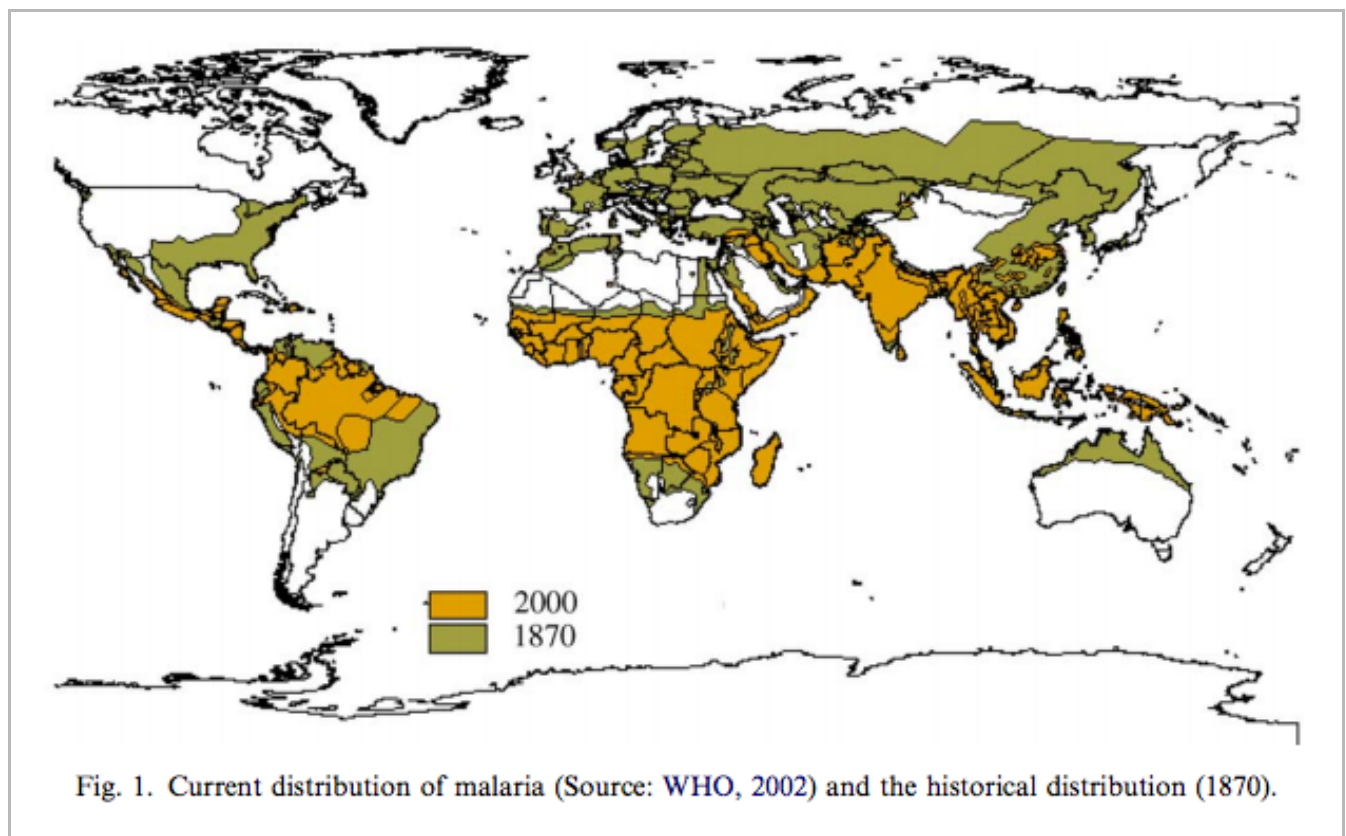 2000
1870
Fig. 1. Current distribution of malaria (Source: WHO, 2002) and the historical distribution (1870).